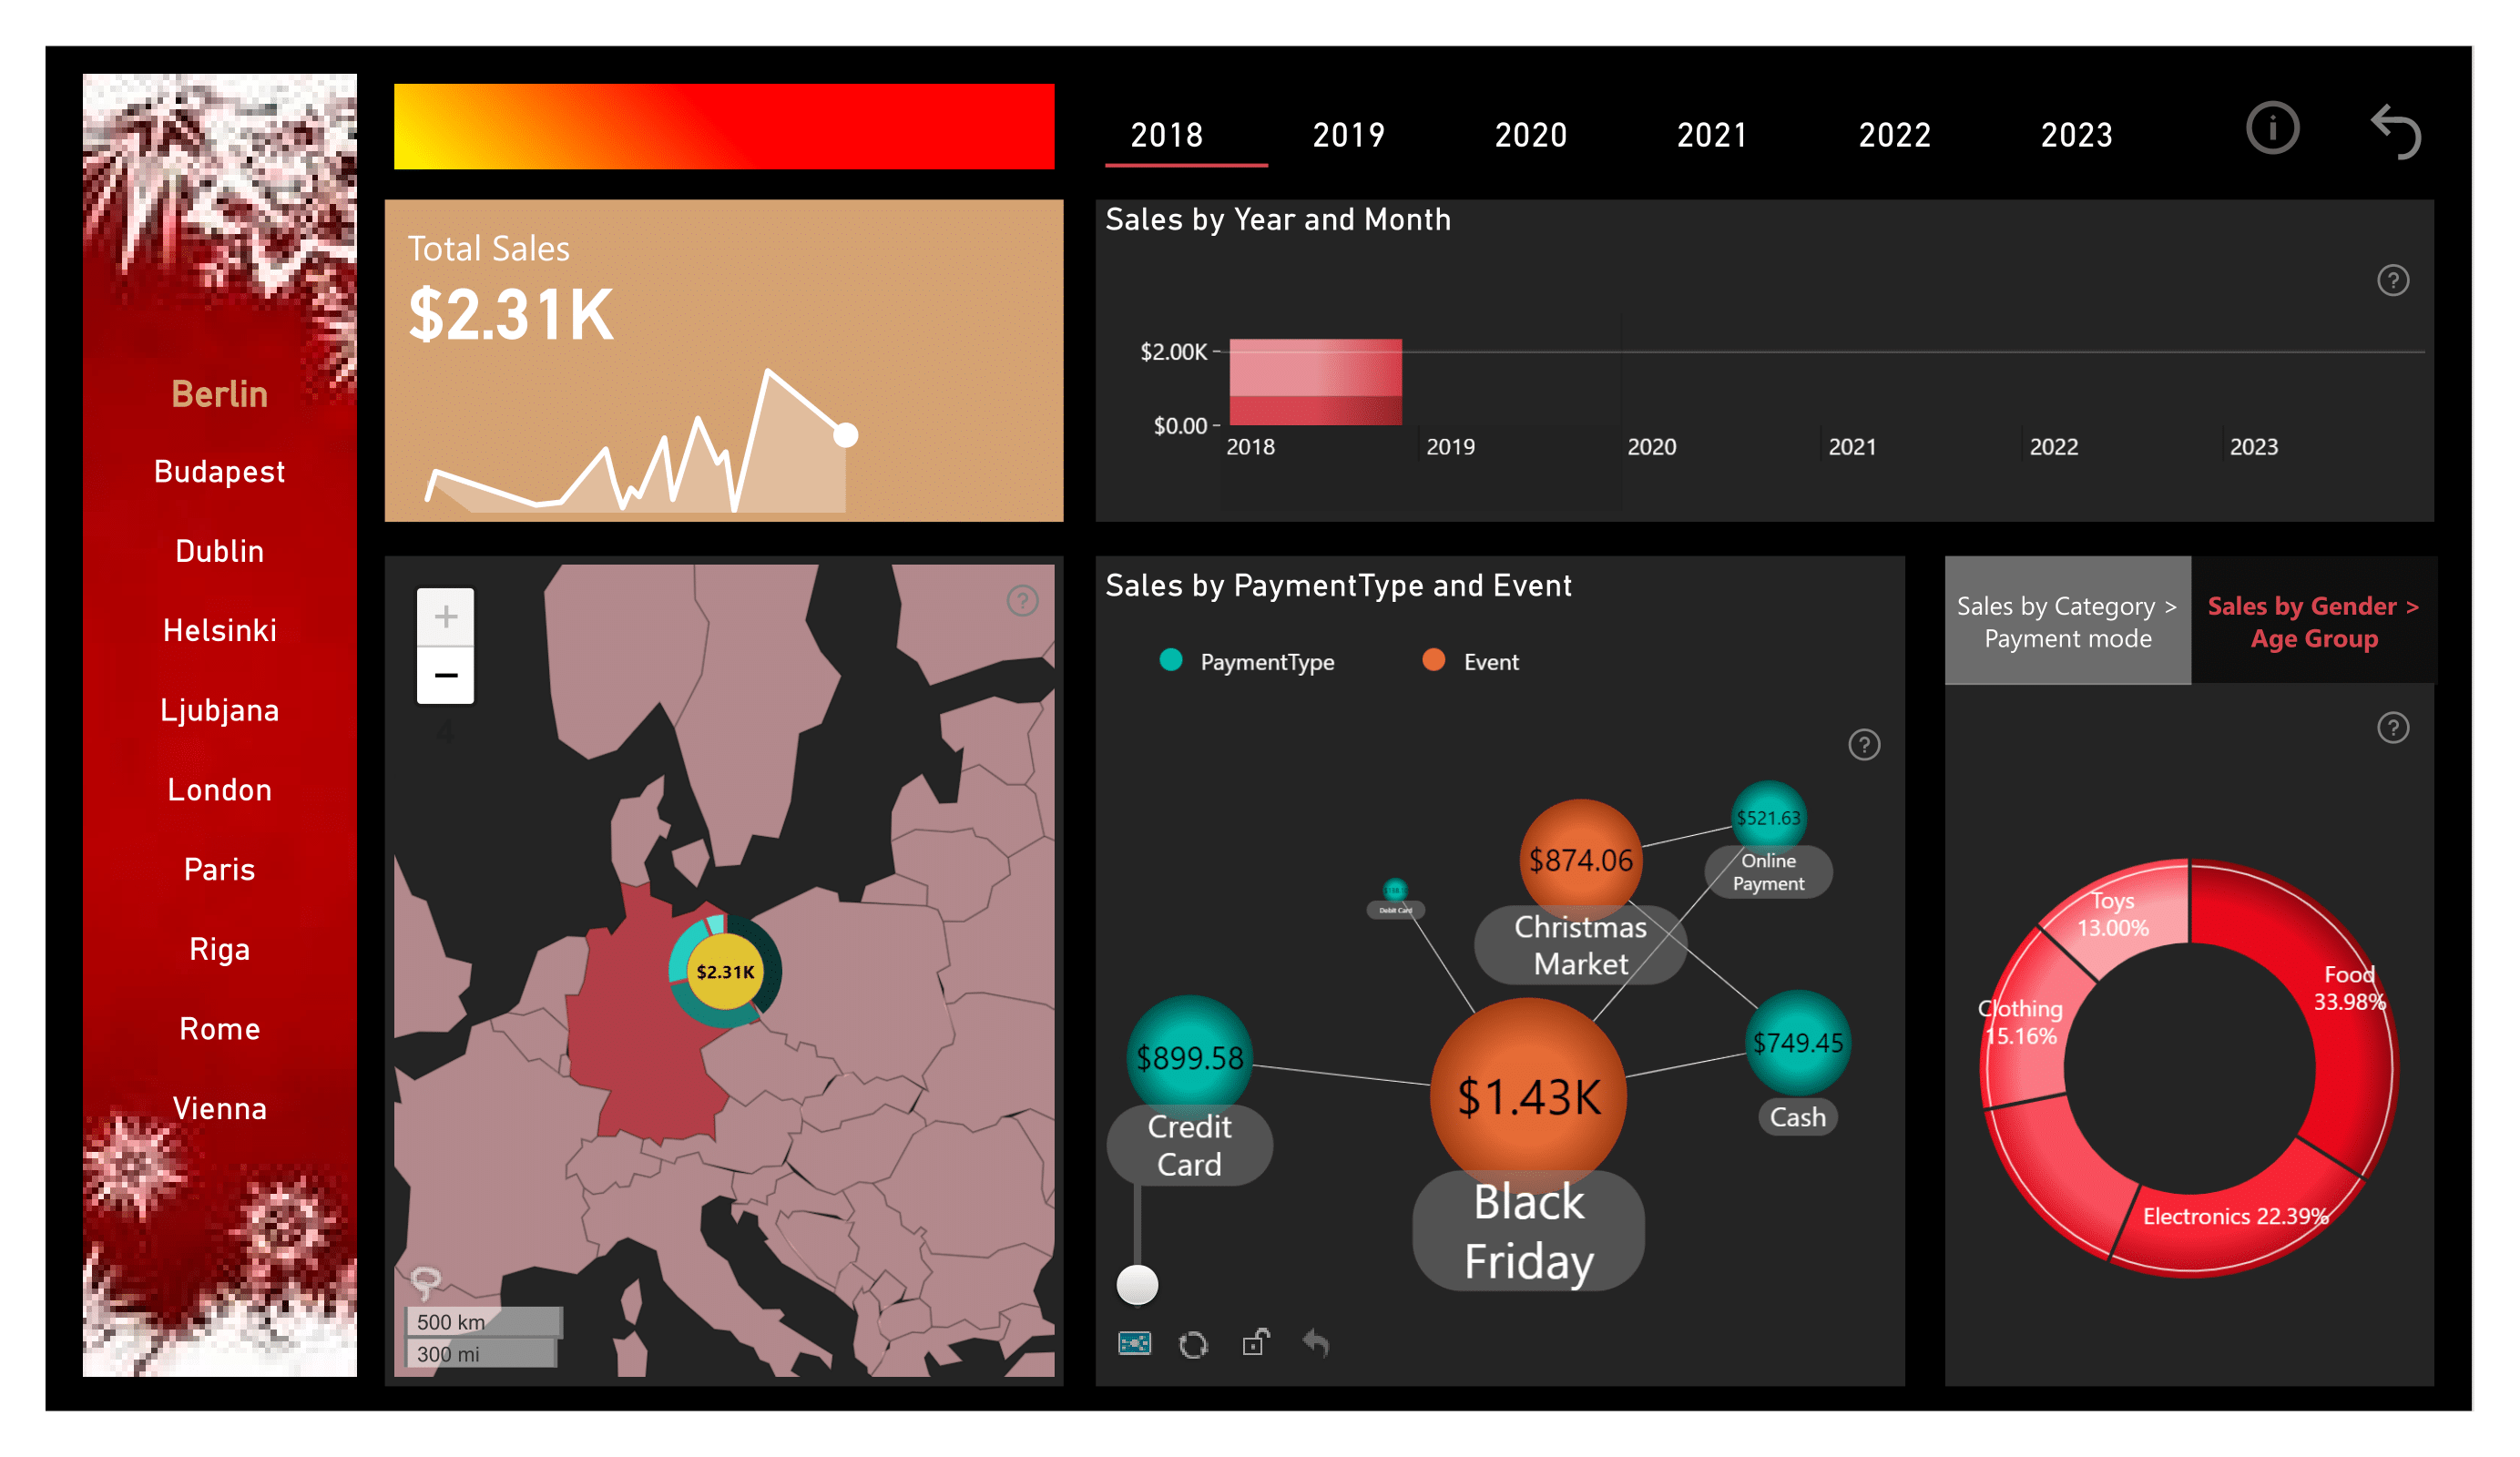 2018
2019
2020
2021
2022
2023
Berlin
Budapest
Dublin
Helsinki
Ljubjana
London
Paris
Riga
Rome
Vienna
Total Sales
$2.31K
Sales by Year and Month
?
$2.00K
$0.00
2018
2019
2020
2021
2022
2023
+
−
4
?
$2.31K
500 km
300 mi
Sales by PaymentType and Event
PaymentType
Event
?
$521.63
Online
Payment
$874.06
Christmas
Market
Debit Card
$899.58
Credit
Card
$1.43K
Black
Friday
$749.45
Cash
Sales by Category >
Payment mode
Sales by Gender >
Age Group
?
Toys
13.00%
Food
33.98%
Clothing
15.16%
Electronics 22.39%